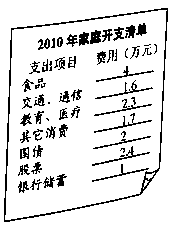 2010年家庭开支清单
支出项目 费用（万元）
食品 4
交通、通信 1.6
教育、医疗 2.3
其它消费 1.7
国债 2
股票 2.4
银行储蓄 1